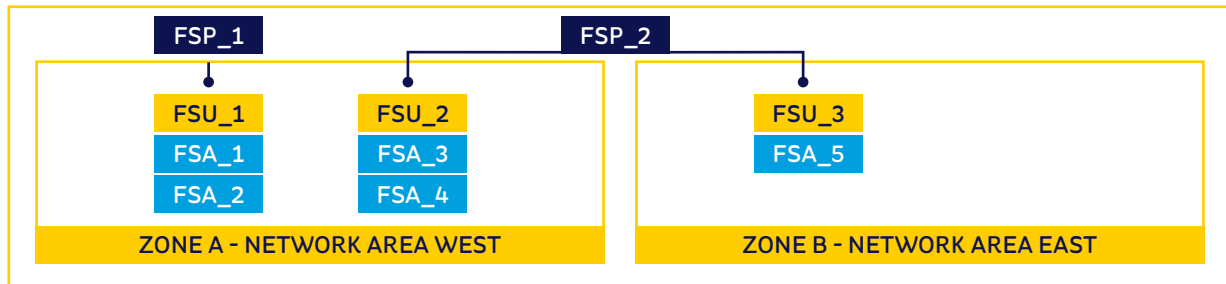 FSP_1
FSP_2
FSU_1
FSA_1
FSA_2
FSU_2
FSA_3
FSA_4
ZONE A - NETWORK AREA WEST
FSU_3
FSA_5
ZONE B - NETWORK AREA EAST